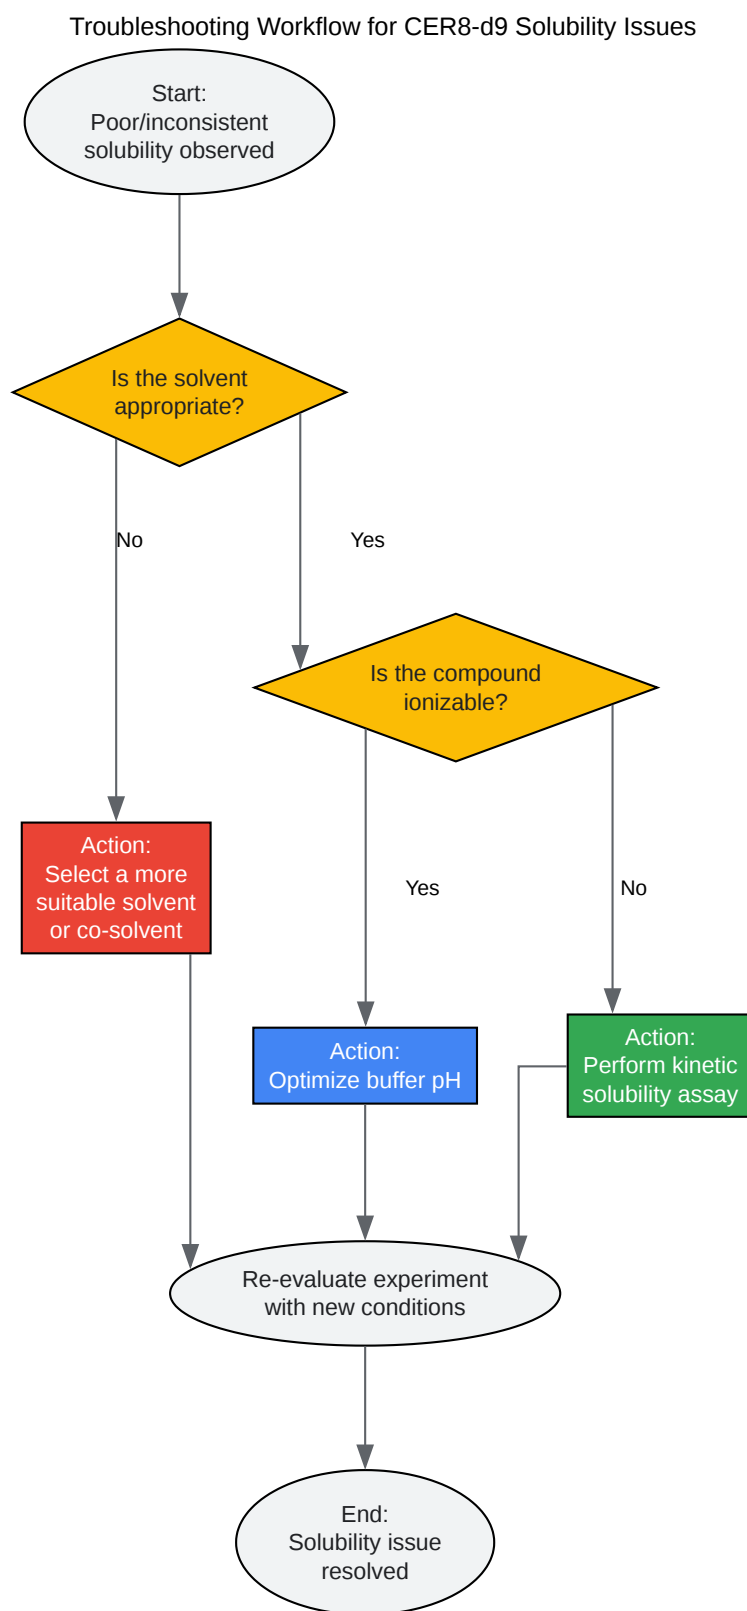 Troubleshooting Workflow for CER8-d9 Solubility Issues
Start:
Poor/inconsistent
solubility observed
Is the solvent
appropriate?
No
Yes
Is the compound
ionizable?
Action:
Select a more
suitable solvent
or co-solvent
Yes
No
Action:
Optimize buffer pH
Action:
Perform kinetic
solubility assay
Re-evaluate experiment
with new conditions
End:
Solubility issue
resolved